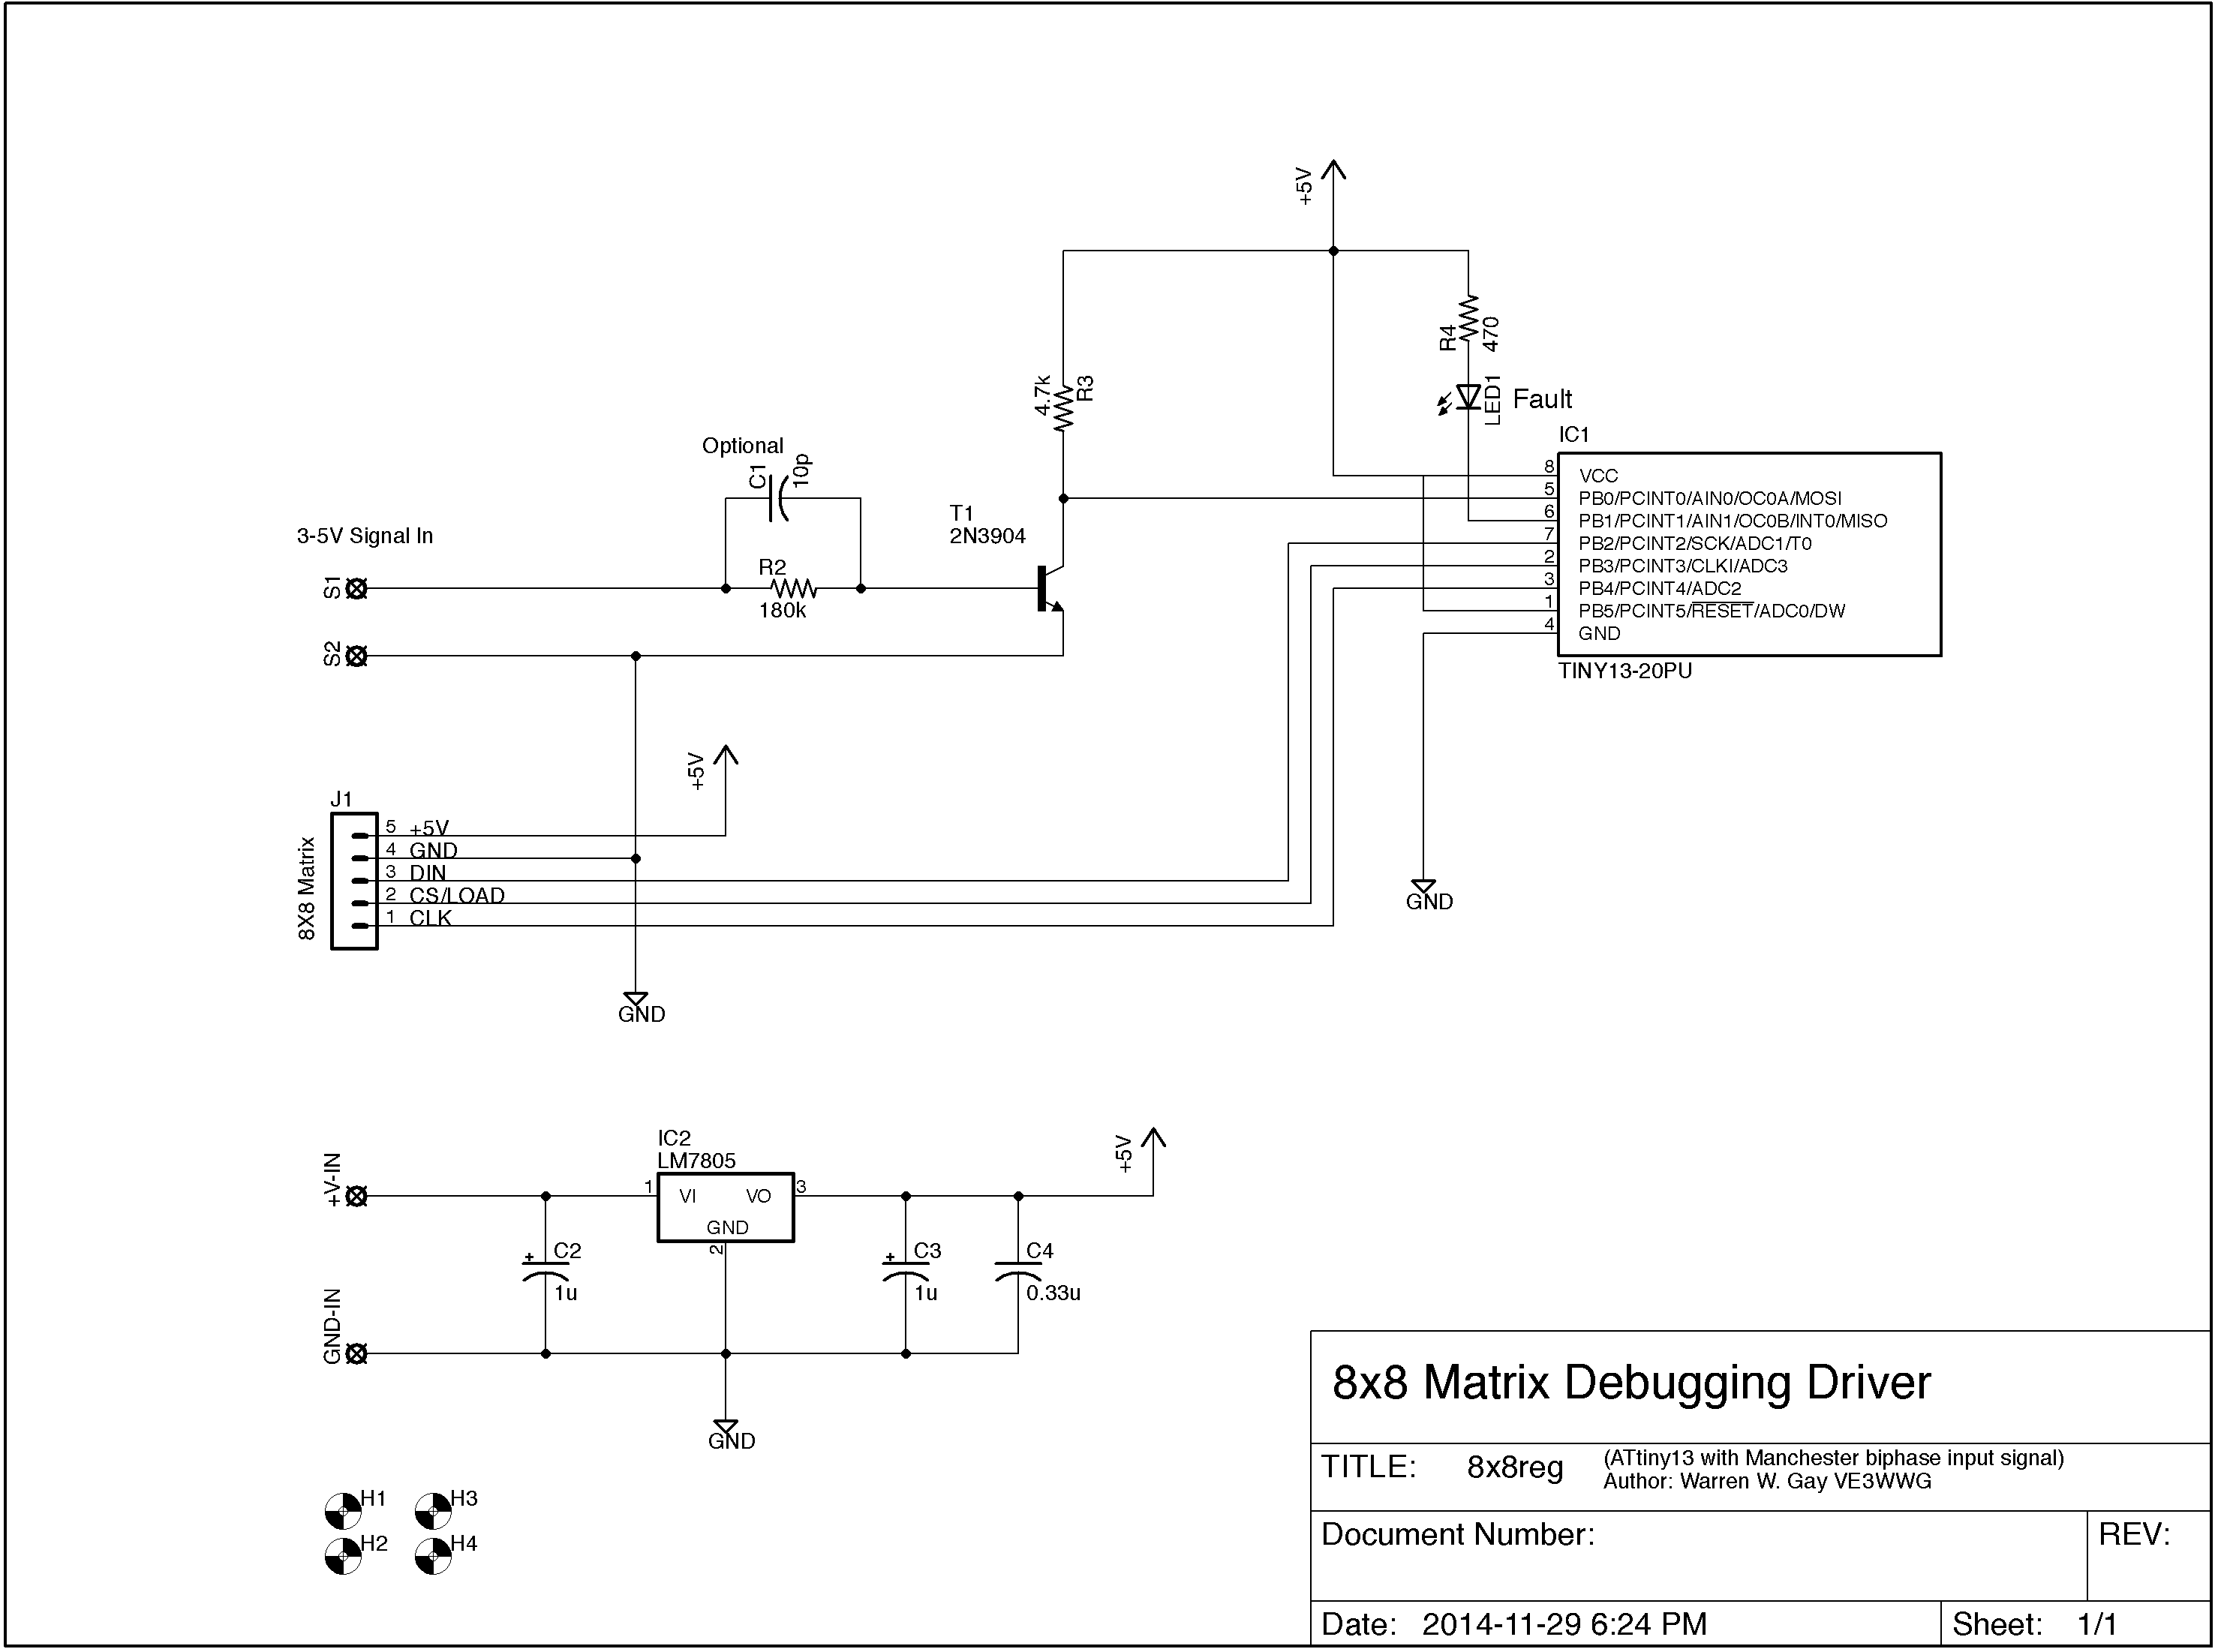 +5V
R4
470
LED1
Fault
4.7k
R3
IC1
8
VCC
5
PB0/PCINT0/AIN0/OC0A/MOSI
6
PB1/PCINT1/AIN1/OC0B/INT0/MISO
7
PB2/PCINT2/SCK/ADC1/T0
2
PB3/PCINT3/CLKI/ADC3
3
PB4/PCINT4/ADC2
1
PB5/PCINT5/RESET/ADC0/DW
4
GND
TINY13-20PU
Optional
C1
10p
T1
2N3904
3-5V Signal In
S1
R2
180k
S2
+5V
J1
8X8 Matrix
5 +5V
4 GND
3 DIN
2 CS/LOAD
1 CLK
GND
GND
IC2
LM7805
+5V
+V-IN
1
VI
VO
3
GND
2
C2
1u
C3
1u
C4
0.33u
GND-IN
GND
H1
H3
H2
H4
8x8 Matrix Debugging Driver
TITLE: 8x8reg
(ATtiny13 with Manchester biphase input signal)
Author: Warren W. Gay VE3WWG
Document Number:
REV:
Date: 2014-11-29 6:24 PM
Sheet: 1/1